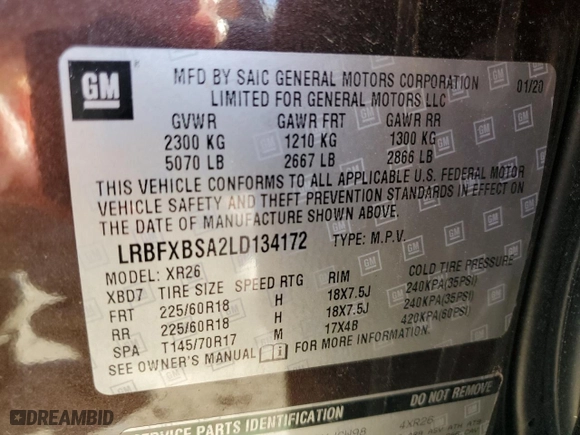 GM
MFD BY SAIC GENERAL MOTORS CORPORATION
01/20
LIMITED FOR GENERAL MOTORS LLC
GVWR GAWR FRT GAWR RR
2300 KG 1210 KG 1300 KG
5070 LB 2667 LB 2866 LB
THIS VEHICLE CONFORMS TO ALL APPLICABLE U.S. FEDERAL MOTOR
VEHICLE SAFETY AND THEFT PREVENTION STANDARDS IN EFFECT ON
THE DATE OF MANUFACTURE SHOWN ABOVE.
LRBFXBSA2LD134172 TYPE: M.P.V.
MODEL: XR26
XBD7 TIRE SIZE SPEED RTG RIM COLD TIRE PRESSURE
FRT 225/60R18 H 18X7.5J 240KPA(35PSI)
RR 225/60R18 H 18X7.5J 240KPA(35PSI)
SPA T145/70R17 M 17X4B 420KPA(60PSI)
SEE OWNER'S MANUAL FOR MORE INFORMATION.
DO NOT REMOVE
SERVICE PARTS IDENTIFICATION
4XR26
DREAMBID